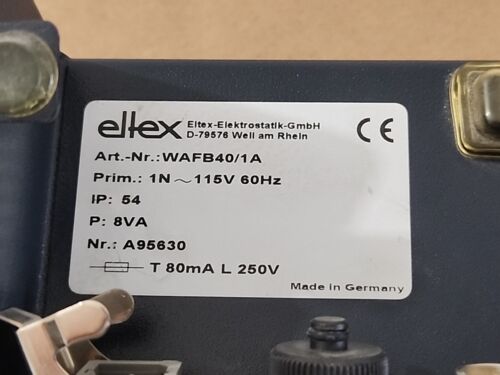 eltex
Eltex-Elektrostatik-GmbH
D-79576 Weil am Rhein
CE
Art.-Nr.:WAFB40/1A
Prim.: 1N ~ 115V 60Hz
IP: 54
P: 8VA
Nr.: A95630
T 80mA L 250V
Made in Germany